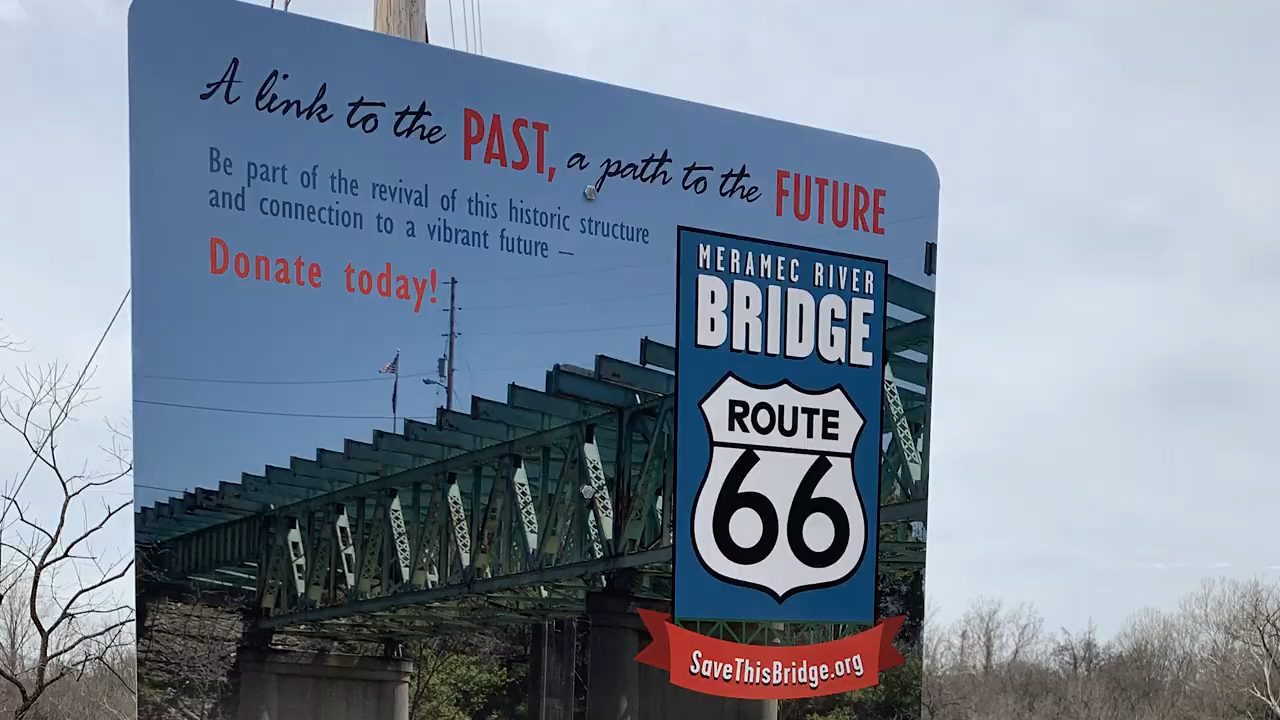 A link to the PAST, a path to the FUTURE
Be part of the revival of this historic structure
and connection to a vibrant future –
Donate today!
MERAMEC RIVER
BRIDGE
ROUTE
66
SaveThisBridge.org